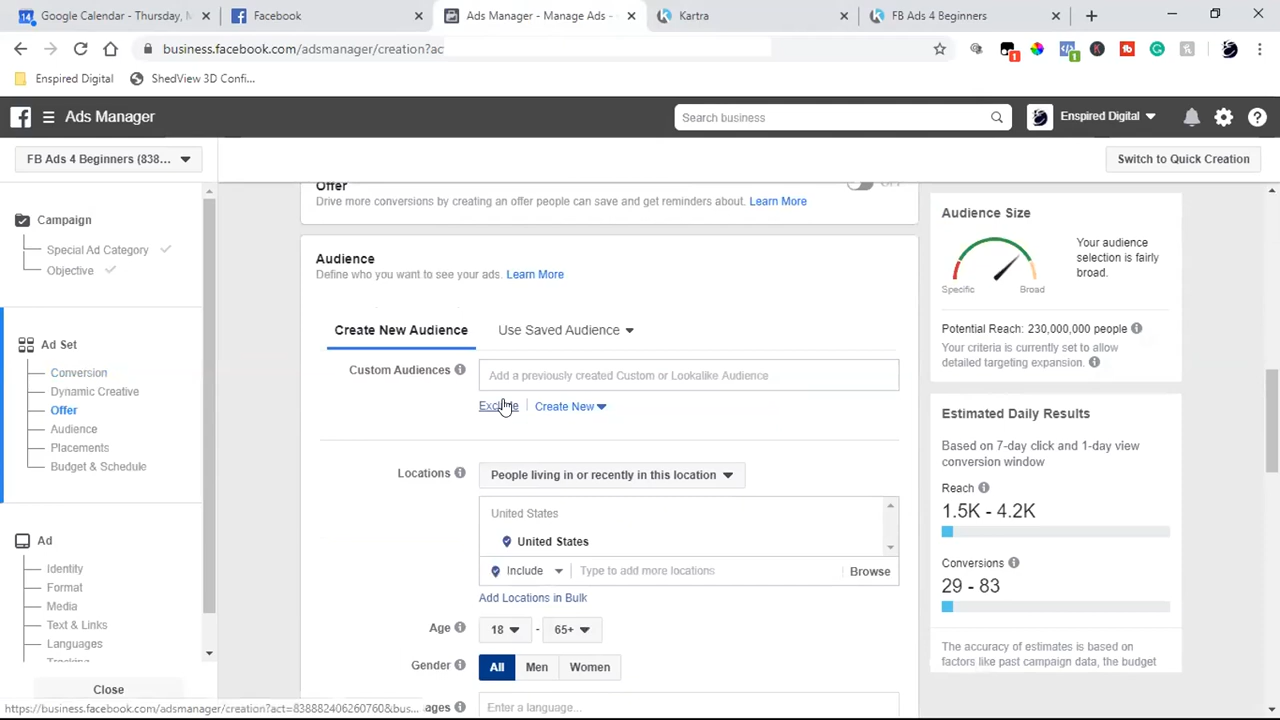 Google Calendar - Thursday, M
Facebook
Ads Manager - Manage Ads -
Kartra
FB Ads 4 Beginners
business.facebook.com/adsmanager/creation?ac
Enspired Digital
ShedView 3D Confi...
Ads Manager
Search business
Enspired Digital
FB Ads 4 Beginners (838...
Switch to Quick Creation
Campaign
Special Ad Category
Objective
Ad Set
Conversion
Dynamic Creative
Offer
Audience
Placements
Budget & Schedule
Ad
Identity
Format
Media
Text & Links
Languages
Tracking
Close
Offer
OFF
Drive more conversions by creating an offer people can save and get reminders about. Learn More
Audience
Define who you want to see your ads. Learn More
Create New Audience
Use Saved Audience
Custom Audiences
Add a previously created Custom or Lookalike Audience
Exclude
Create New
Locations
People living in or recently in this location
United States
United States
Include
Type to add more locations
Browse
Add Locations in Bulk
Age
18 - 65+
Gender
All Men Women
ages
Enter a language...
Audience Size
Specific
Broad
Your audience
selection is fairly
broad.
Potential Reach: 230,000,000 people
Your criteria is currently set to allow
detailed targeting expansion.
Estimated Daily Results
Based on 7-day click and 1-day view
conversion window
Reach
1.5K - 4.2K
Conversions
29 - 83
The accuracy of estimates is based on
factors like past campaign data, the budget
https://business.facebook.com/adsmanager/creation?act=838882406260760&bus...